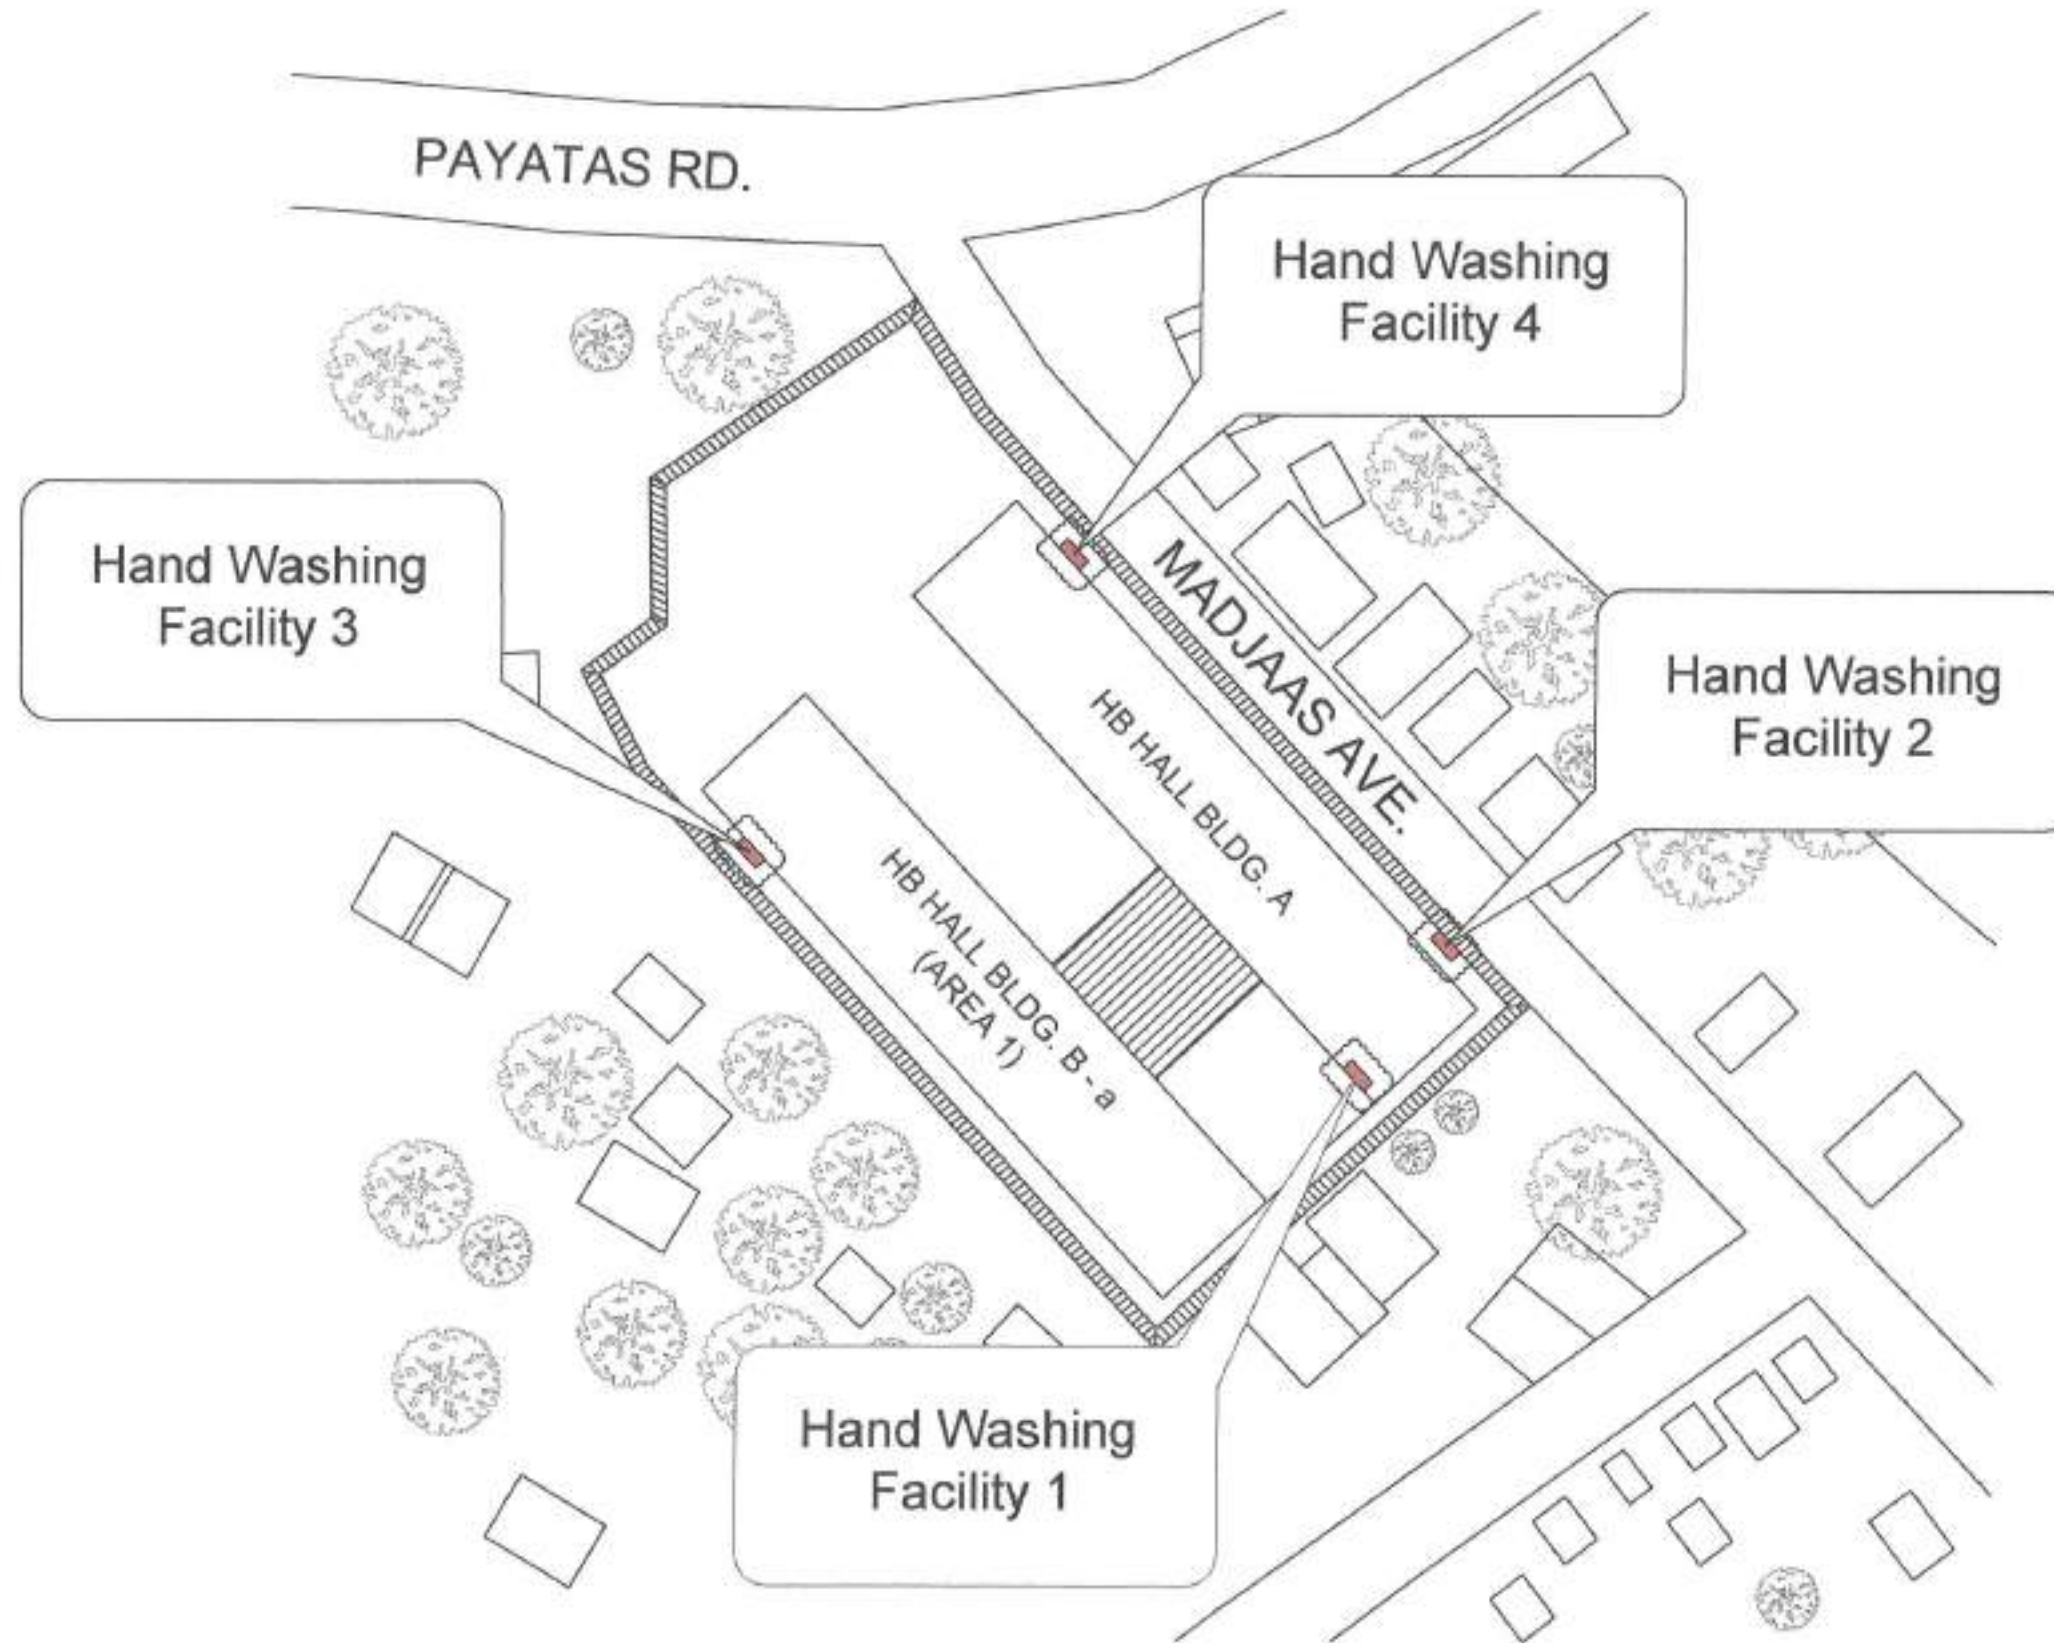 PAYATAS RD.
Hand Washing
Facility 4
Hand Washing
Facility 3
MADJAAS AVE.
Hand Washing
Facility 2
HB HALL BLDG. A
HB HALL BLDG. B - a
(AREA 1)
Hand Washing
Facility 1